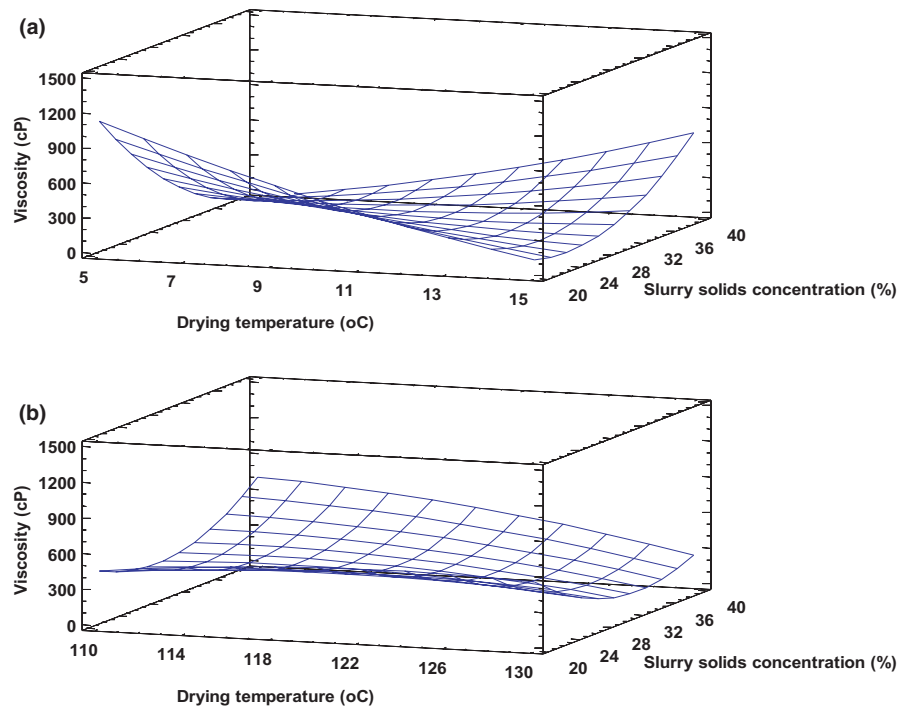 (a)
1500
1200
900
600
300
0
Viscosity (cP)
5 7 9 11 13 15
Drying temperature (oC)
20 24 28 32 36 40
Slurry solids concentration (%)
(b)
1500
1200
900
600
300
0
Viscosity (cP)
110 114 118 122 126 130
Drying temperature (oC)
20 24 28 32 36 40
Slurry solids concentration (%)